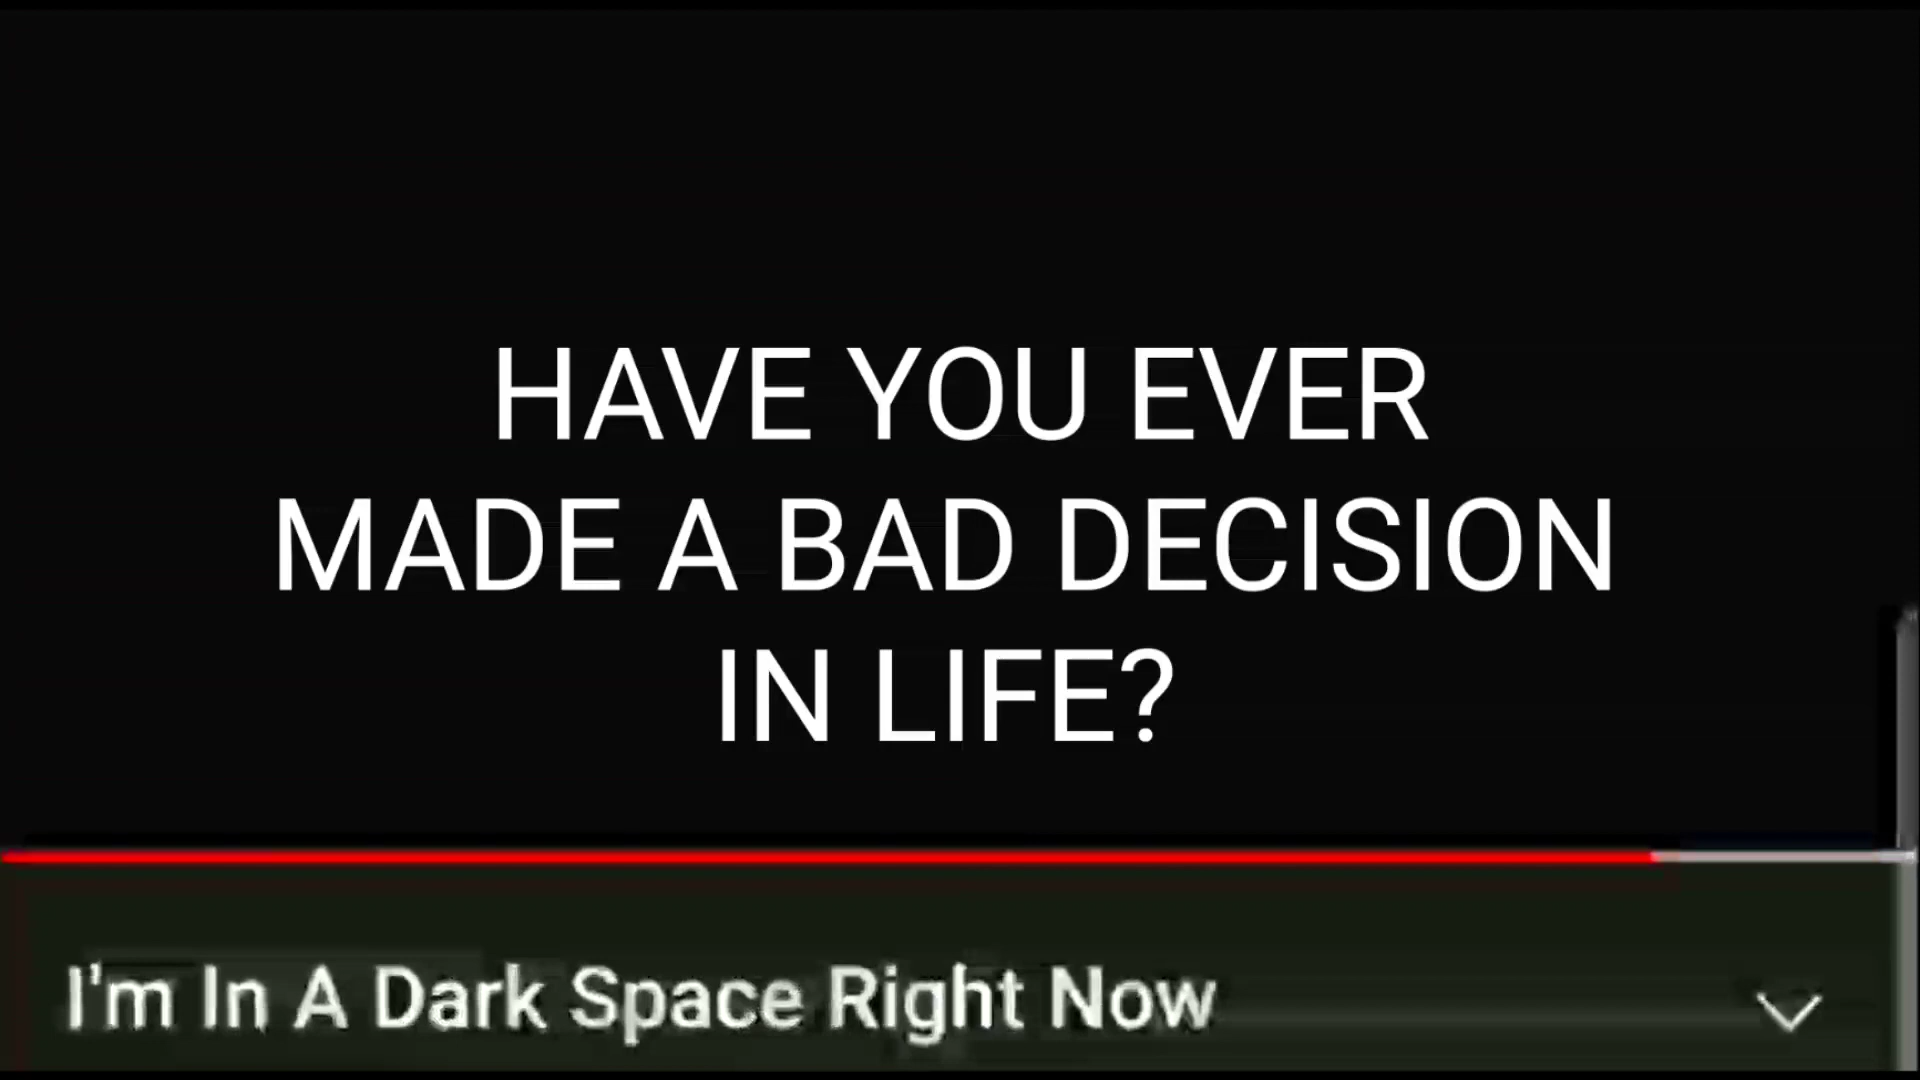 HAVE YOU EVER
MADE A BAD DECISION
IN LIFE?
I'm In A Dark Space Right Now